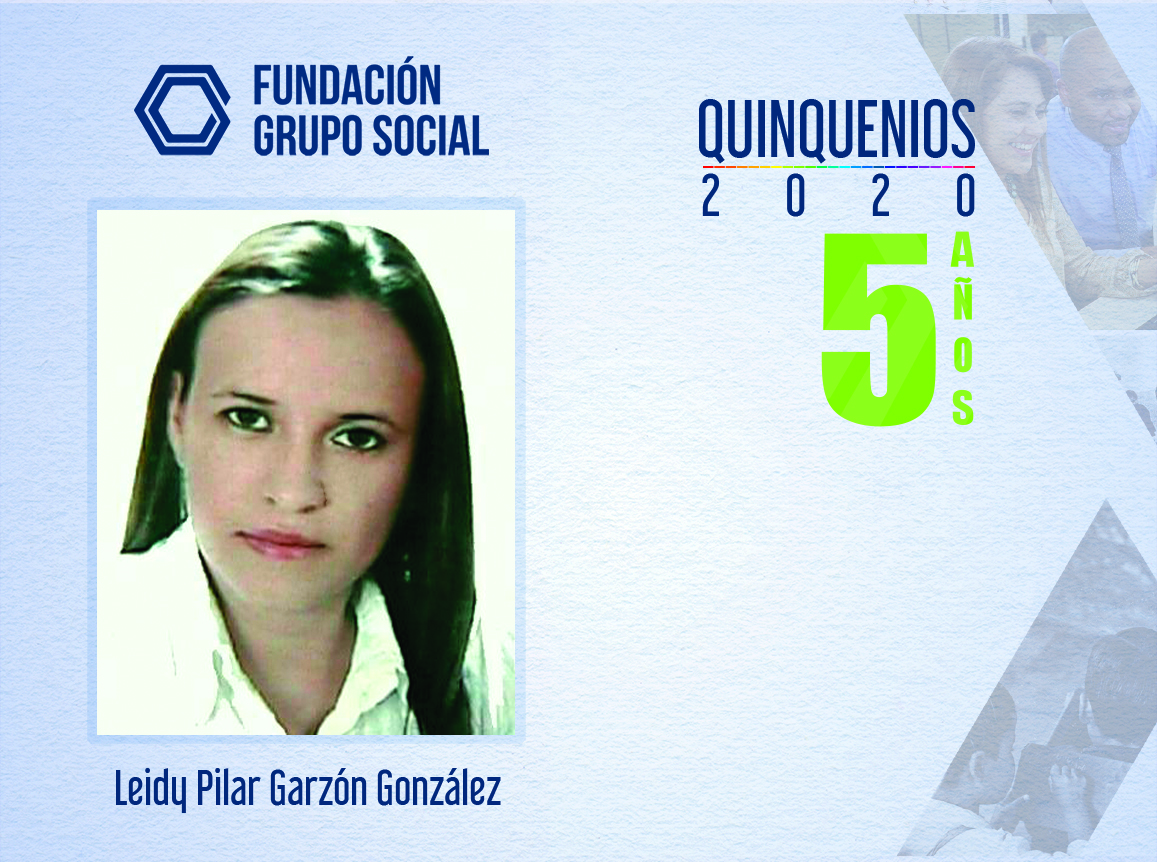 FUNDACIÓN
GRUPO SOCIAL
QUINQUENIOS
2020
5
AÑOS
Leidy Pilar Garzón González